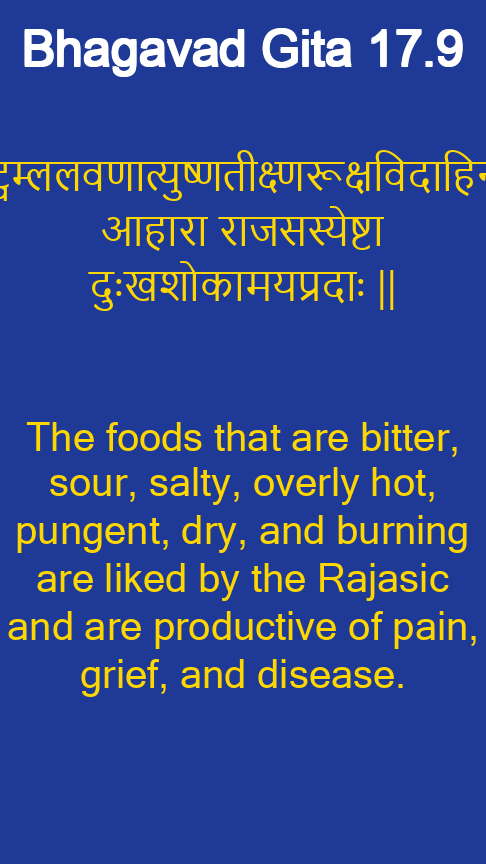 Bhagavad Gita 17.9
ट्वम्ललवणात्युष्णतीक्ष्णरूक्षविदाहिन
आहारा राजसस्येष्टा
दुःखशोकामयप्रदाः ||
The foods that are bitter,
sour, salty, overly hot,
pungent, dry, and burning
are liked by the Rajasic
and are productive of pain,
grief, and disease.